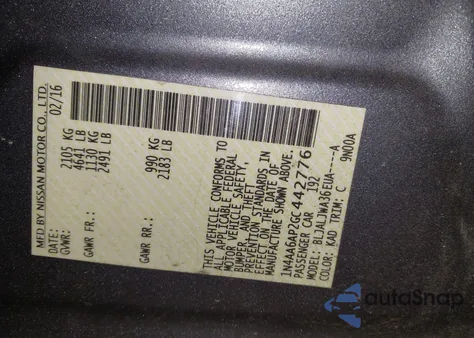 MFD BY NISSAN MOTOR CO., LTD.
DATE: 02/16
GVWR: 2105 KG
4641 LB
GAWR FR: 1130 KG
2491 LB
GAWR RR: 990 KG
2183 LB
THIS VEHICLE CONFORMS TO
ALL APPLICABLE FEDERAL
MOTOR VEHICLE SAFETY,
BUMPER, AND THEFT
PREVENTION STANDARDS IN
EFFECT ON THE DATE OF
MANUFACTURE SHOWN ABOVE.
1N4AA6AP2GC442776
PASSENGER CAR 192
MODEL: 
COLOR: KAD TRIM: C 9N00A
autoSnap